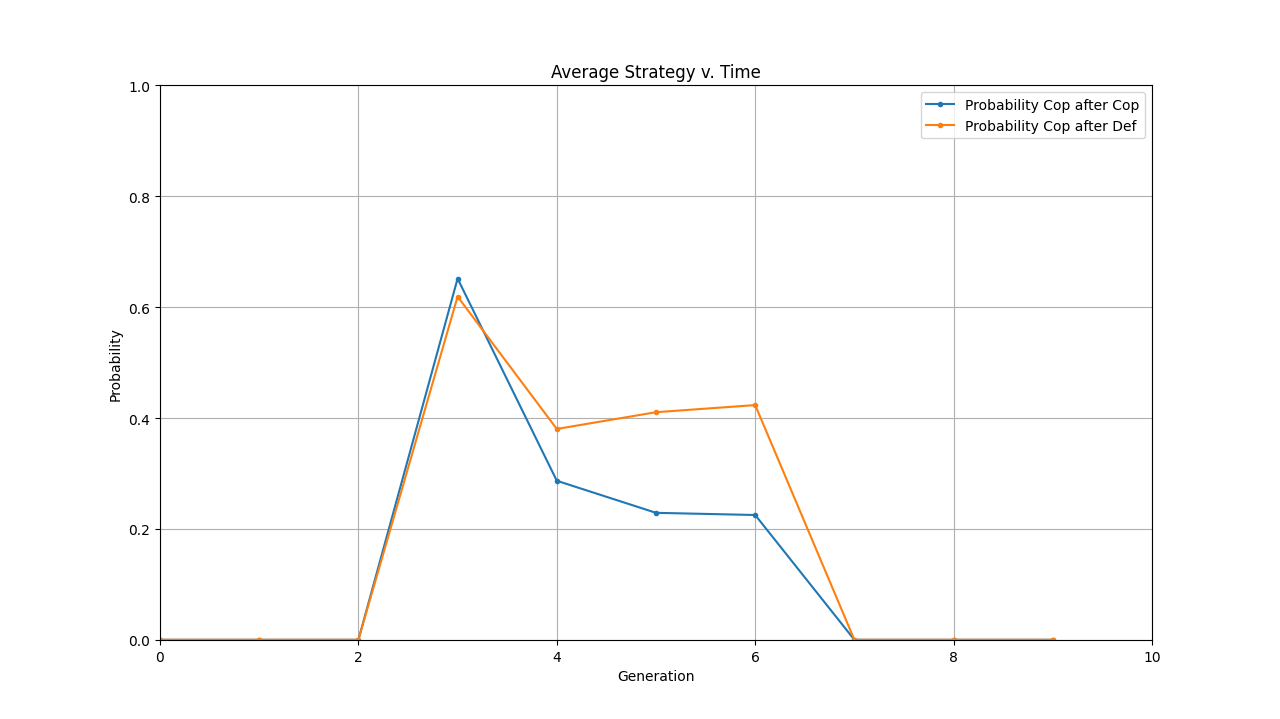 Average Strategy v. Time
Probability Cop after Cop
Probability Cop after Def
1.0
0.8
0.6
0.4
0.2
0.0
Probability
0 2 4 6 8 10
Generation